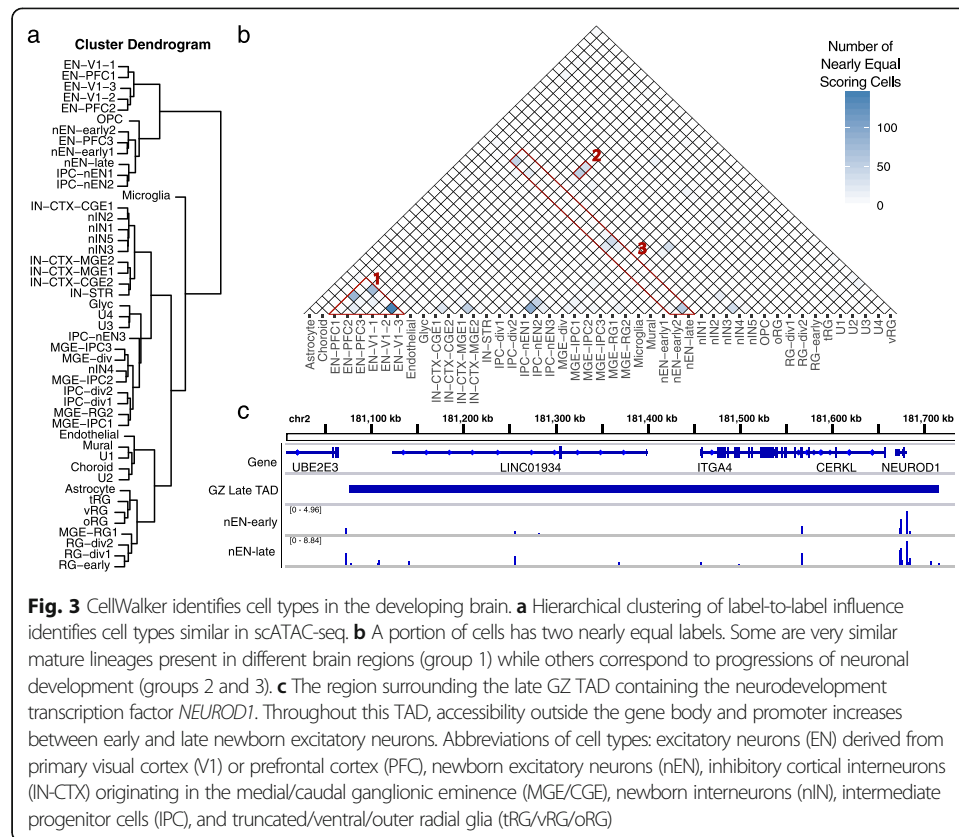 a
Cluster Dendrogram
EN-V1-1
EN-PFC1
EN-V1-3
EN-V1-2
EN-PFC2
OPC
nEN-early2
EN-PFC3
nEN-early1
nEN-late
IPC-nEN1
IPC-nEN2
Microglia
IN-CTX-CGE1
nIN2
nIN1
nIN5
nIN3
IN-CTX-MGE2
IN-CTX-MGE1
IN-CTX-CGE2
IN-STR
Glyc
U4
U3
IPC-nEN3
MGE-IPC3
MGE-div
nIN4
MGE-IPC2
IPC-div2
IPC-div1
MGE-RG2
MGE-IPC1
Endothelial
Mural
U1
Choroid
U2
Astrocyte
tRG
vRG
oRG
MGE-RG1
RG-div2
RG-div1
RG-early
b
Number of
Nearly Equal
Scoring Cells
100
50
0
1
2
3
Astrocyte
Choroid
EN-PFC1
EN-PFC2
EN-PFC3
EN-V1-1
EN-V1-2
EN-V1-3
Endothelial
Glyc
IN-CTX-CGE1
IN-CTX-CGE2
IN-CTX-MGE1
IN-CTX-MGE2
IN-STR
IPC-div1
IPC-div2
IPC-nEN1
IPC-nEN2
IPC-nEN3
MGE-div
MGE-IPC1
MGE-IPC2
MGE-IPC3
MGE-RG1
MGE-RG2
Microglia
Mural
nEN-early1
nEN-early2
nEN-late
nIN1
nIN2
nIN3
nIN4
nIN5
OPC
oRG
RG-div1
RG-div2
RG-early
tRG
U1
U2
U3
U4
vRG
c
chr2 181,100 kb 181,200 kb 181,300 kb 181,400 kb 181,500 kb 181,600 kb 181,700 kb
Gene
UBE2E3 LINC01934 ITGA4 CERKL NEUROD1
GZ Late TAD
[0 - 4.96]
nEN-early
[0 - 6.84]
nEN-late
Fig. 3 CellWalker identifies cell types in the developing brain. a Hierarchical clustering of label-to-label influence
identifies cell types similar in scATAC-seq. b A portion of cells has two nearly equal labels. Some are very similar
mature lineages present in different brain regions (group 1) while others correspond to progressions of neuronal
development (groups 2 and 3). c The region surrounding the late GZ TAD containing the neurodevelopment
transcription factor NEUROD1. Throughout this TAD, accessibility outside the gene body and promoter increases
between early and late newborn excitatory neurons. Abbreviations of cell types: excitatory neurons (EN) derived from
primary visual cortex (V1) or prefrontal cortex (PFC), newborn excitatory neurons (nEN), inhibitory cortical interneurons
(IN-CTX) originating in the medial/caudal ganglionic eminence (MGE/CGE), newborn interneurons (nIN), intermediate
progenitor cells (IPC), and truncated/ventral/outer radial glia (tRG/vRG/oRG)